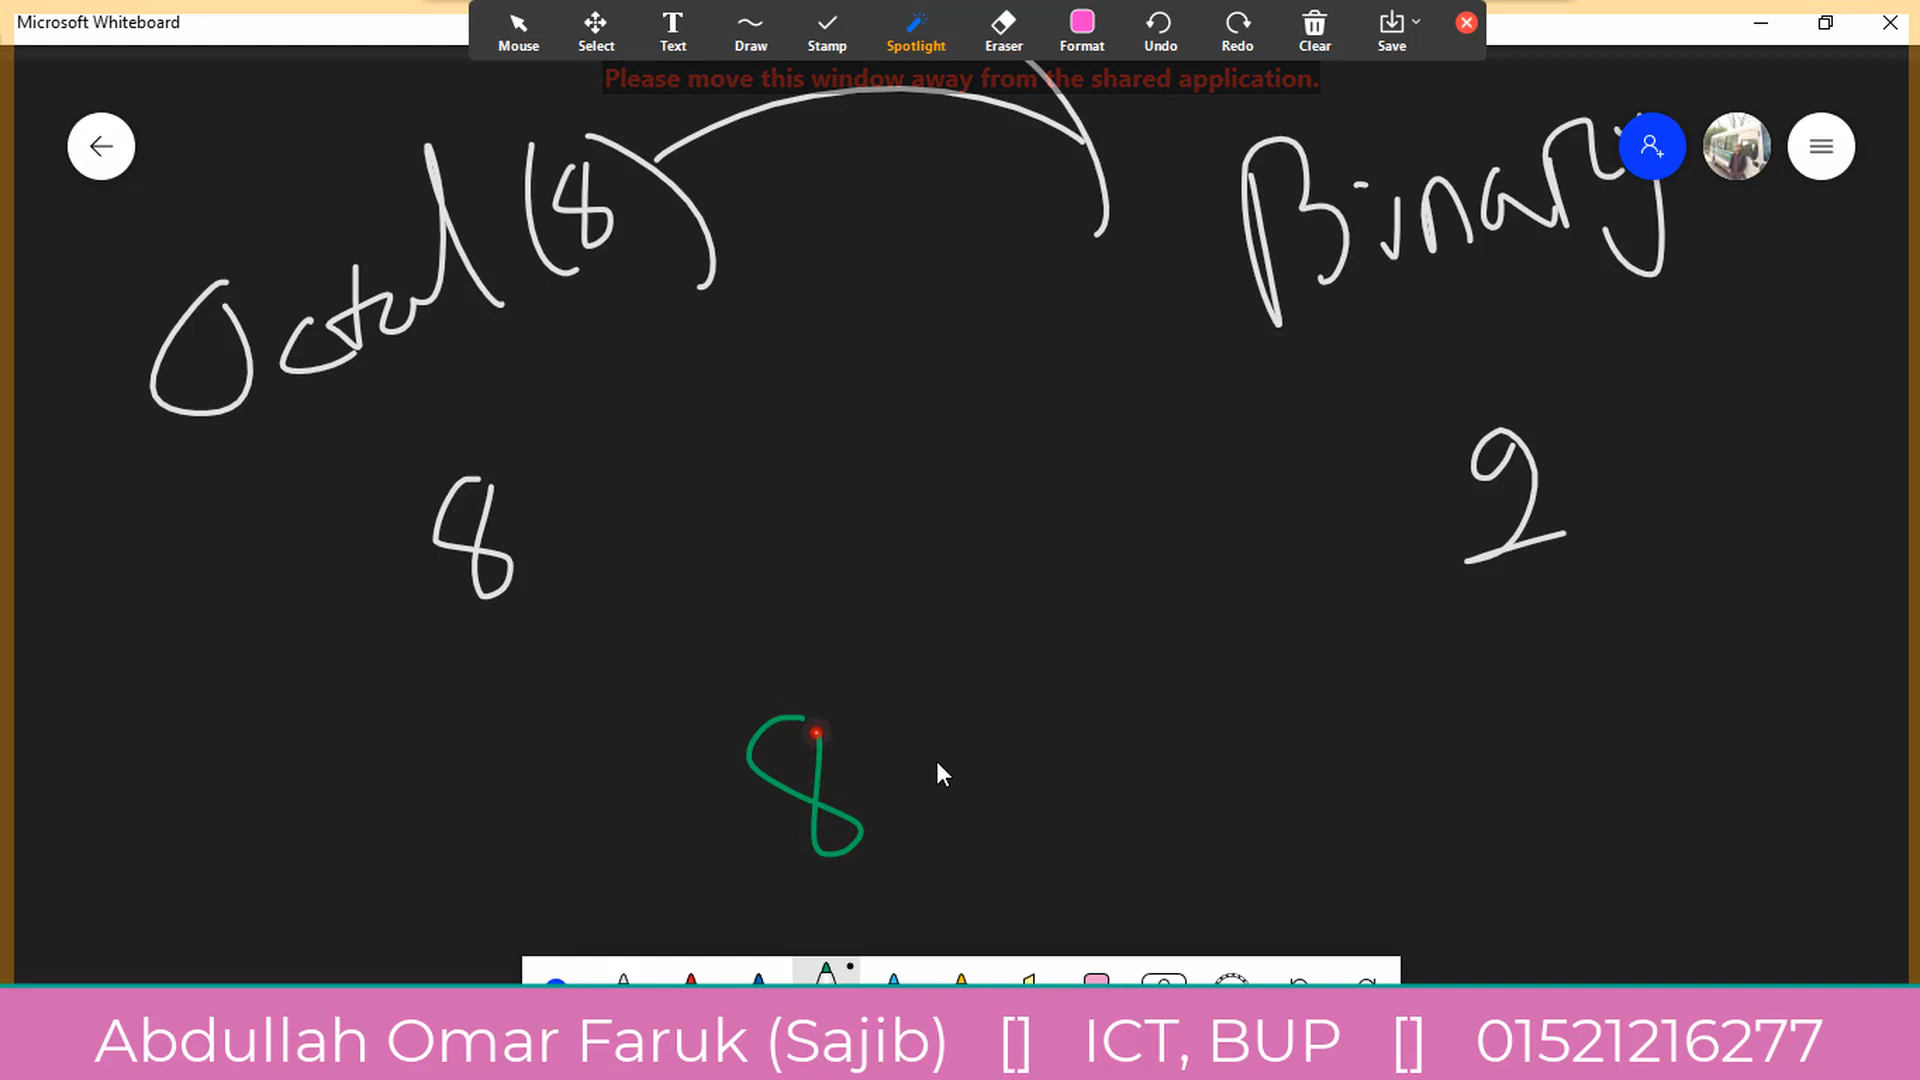 Microsoft Whiteboard
Mouse Select Text Draw Stamp Spotlight Eraser Format Undo Redo Clear Save
Please move this window away from the shared application.
Octal (8) Binary
8 2
8
Abdullah Omar Faruk (Sajib) [] ICT, BUP [] 01521216277